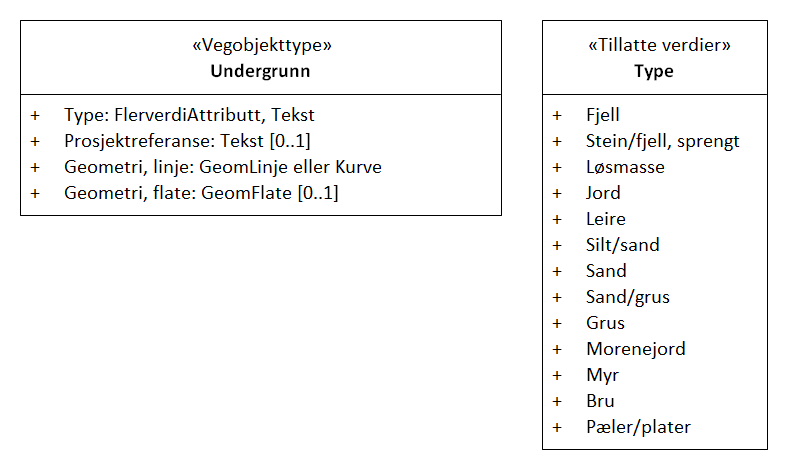 «Vegobjekttype»
Undergrunn
+ Type: FlerverdiAttributt, Tekst
+ Prosjektreferanse: Tekst [0..1]
+ Geometri, linje: GeomLinje eller Kurve
+ Geometri, flate: GeomFlate [0..1]
«Tillatte verdier»
Type
+ Fjell
+ Stein/fjell, sprengt
+ Løsmasse
+ Jord
+ Leire
+ Silt/sand
+ Sand
+ Sand/grus
+ Grus
+ Morenejord
+ Myr
+ Bru
+ Pæler/plater